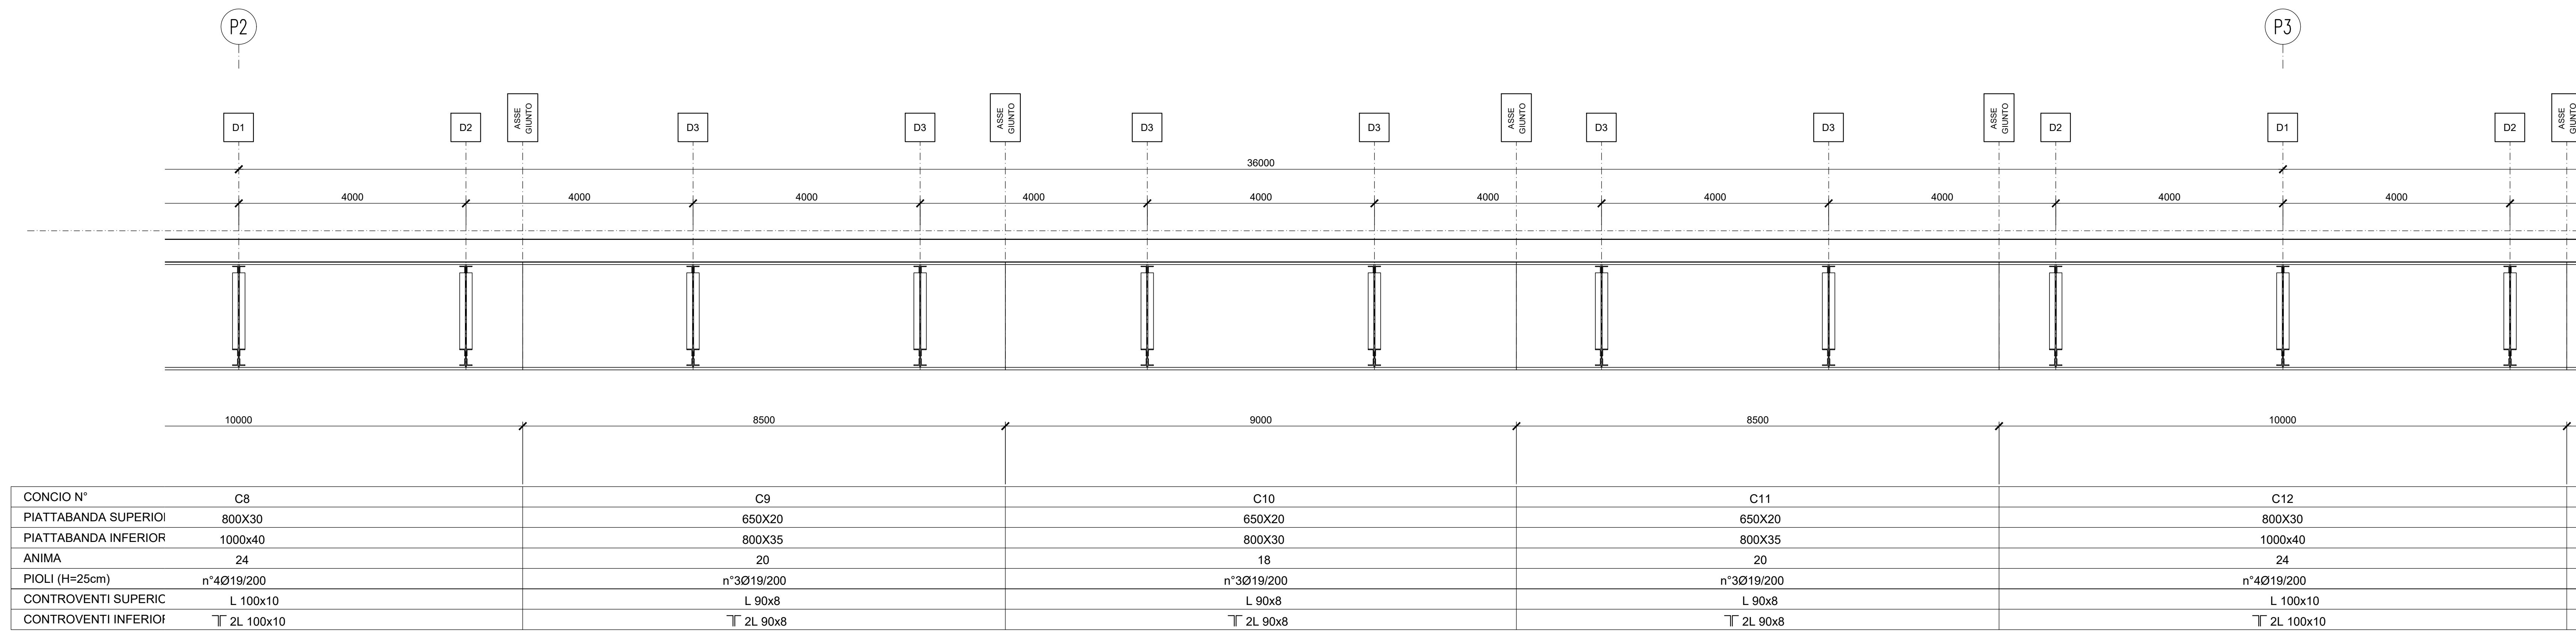 P2 P3
ASSE GIUNTO ASSE GIUNTO ASSE GIUNTO ASSE GIUNTO ASSE GIUNTO
D1 D2 D3 D3 D3 D3 D3 D3 D2 D1 D2
36000
4000 4000 4000 4000 4000 4000 4000 4000 4000 4000
10000 8500 9000 8500 10000
CONCIO N° C8 C9 C10 C11 C12
PIATTABANDA SUPERIO 800X30 650X20 650X20 650X20 800X30
PIATTABANDA INFERIOR 1000x40 800X35 800X30 800X35 1000x40
ANIMA 24 20 18 20 24
PIOLI (H=25cm) n°4Ø19/200 n°3Ø19/200 n°3Ø19/200 n°3Ø19/200 n°4Ø19/200
CONTROVENTI SUPERIO L 100x10 L 90x8 L 90x8 L 90x8 L 100x10
CONTROVENTI INFERIO 2L 100x10 2L 90x8 2L 90x8 2L 90x8 2L 100x10